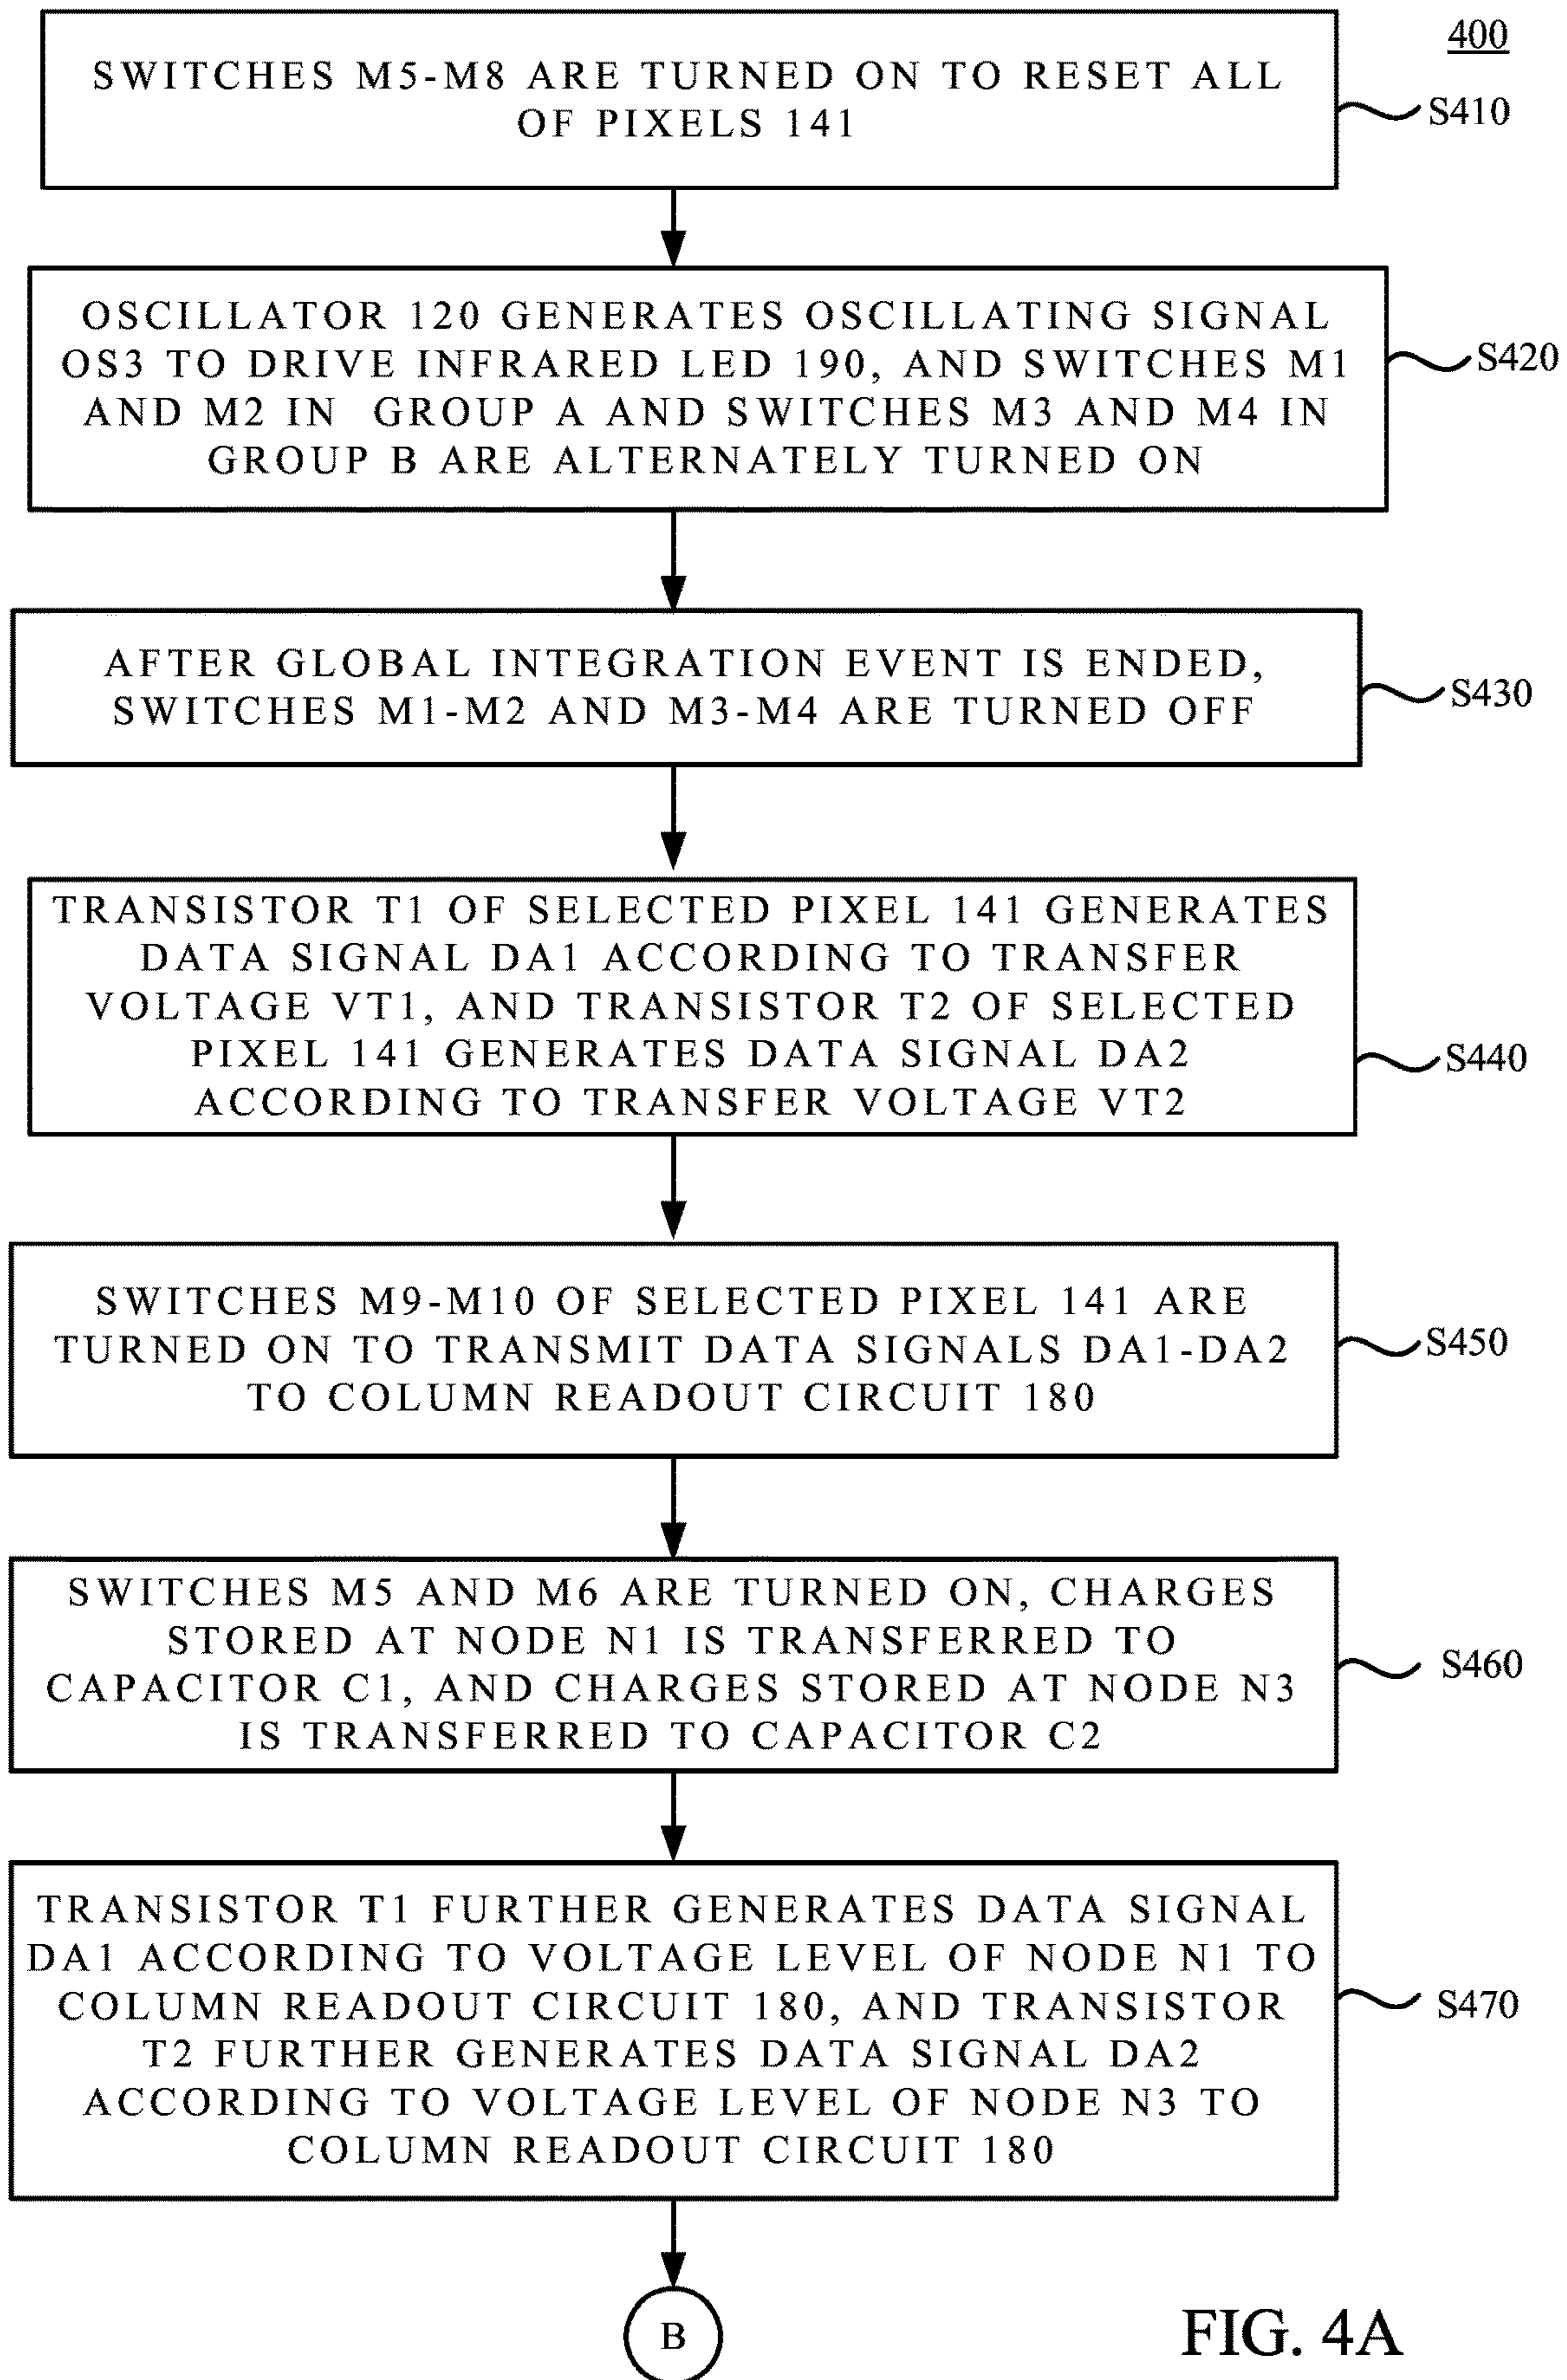 400
SWITCHES M5-M8 ARE TURNED ON TO RESET ALL
OF PIXELS 141
S410
OSCILLATOR 120 GENERATES OSCILLATING SIGNAL
OS3 TO DRIVE INFRARED LED 190, AND SWITCHES M1
AND M2 IN GROUP A AND SWITCHES M3 AND M4 IN
GROUP B ARE ALTERNATELY TURNED ON
S420
AFTER GLOBAL INTEGRATION EVENT IS ENDED,
SWITCHES M1-M2 AND M3-M4 ARE TURNED OFF
S430
TRANSISTOR T1 OF SELECTED PIXEL 141 GENERATES
DATA SIGNAL DA1 ACCORDING TO TRANSFER
VOLTAGE VT1, AND TRANSISTOR T2 OF SELECTED
PIXEL 141 GENERATES DATA SIGNAL DA2
ACCORDING TO TRANSFER VOLTAGE VT2
S440
SWITCHES M9-M10 OF SELECTED PIXEL 141 ARE
TURNED ON TO TRANSMIT DATA SIGNALS DA1-DA2
TO COLUMN READOUT CIRCUIT 180
S450
SWITCHES M5 AND M6 ARE TURNED ON, CHARGES
STORED AT NODE N1 IS TRANSFERRED TO
CAPACITOR C1, AND CHARGES STORED AT NODE N3
IS TRANSFERRED TO CAPACITOR C2
S460
TRANSISTOR T1 FURTHER GENERATES DATA SIGNAL
DA1 ACCORDING TO VOLTAGE LEVEL OF NODE N1 TO
COLUMN READOUT CIRCUIT 180, AND TRANSISTOR
T2 FURTHER GENERATES DATA SIGNAL DA2
ACCORDING TO VOLTAGE LEVEL OF NODE N3 TO
COLUMN READOUT CIRCUIT 180
S470
B
FIG. 4A